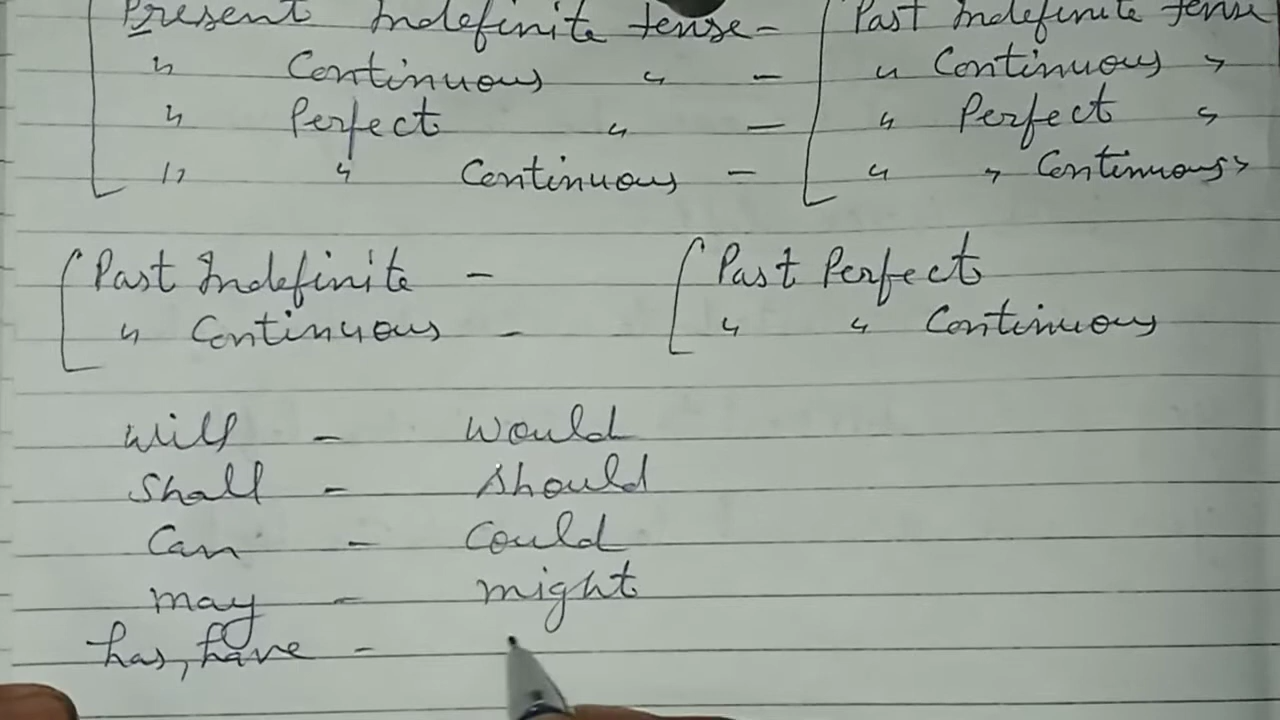 Present Indefinite tense - Past Indefinite tense
" Continuous " - " Continuous "
" Perfect " - " Perfect "
" " Continuous - " " Continuous "
Past Indefinite - Past Perfect
" Continuous - " " Continuous
will - would
Shall - should
Can - Could
may - might
has, have -